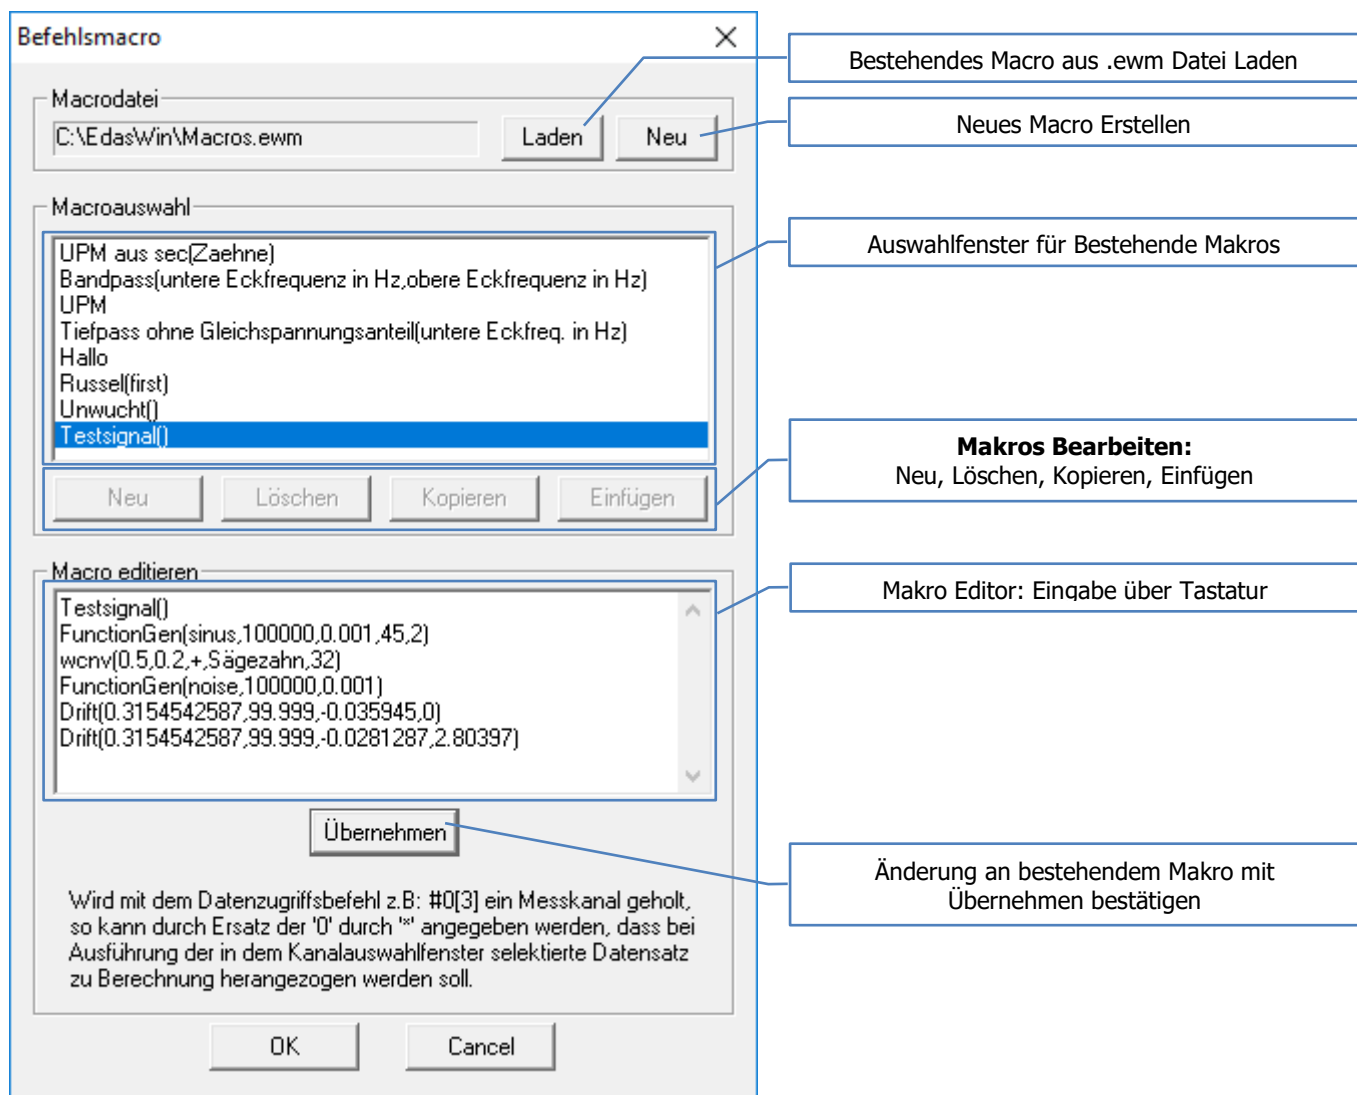 Befehlsmacro
Macrodatei
C:\EdasWin\Macros.ewm
Laden
Neu
Macroauswahl
UPM aus sec(Zaehne)
Bandpass(untere Eckfrequenz in Hz,obere Eckfrequenz in Hz)
UPM
Tiefpass ohne Gleichspannungsanteil(untere Eckfreq. in Hz)
Hallo
Russel(first)
Unwucht()
Testsignal()
Neu
Löschen
Kopieren
Einfügen
Macro editieren
Testsignal()
FunctionGen(sinus,100000,0.001,45,2)
wcnv(0.5,0.2,+,Sägezahn,32)
FunctionGen(noise,100000,0.001)
Drift(0.3154542587,99.999,-0.035945,0)
Drift(0.3154542587,99.999,-0.0281287,2.80397)
Übernehmen
Wird mit dem Datenzugriffsbefehl z.B: #0[3] ein Messkanal geholt,
so kann durch Ersatz der '0' durch '*' angegeben werden, dass bei
Ausführung der in dem Kanalauswahlfenster selektierte Datensatz
zu Berechnung herangezogen werden soll.
OK
Cancel
Bestehendes Macro aus .ewm Datei Laden
Neues Macro Erstellen
Auswahlfenster für Bestehende Makros
Makros Bearbeiten:
Neu, Löschen, Kopieren, Einfügen
Makro Editor: Eingabe über Tastatur
Änderung an bestehendem Makro mit
Übernehmen bestätigen